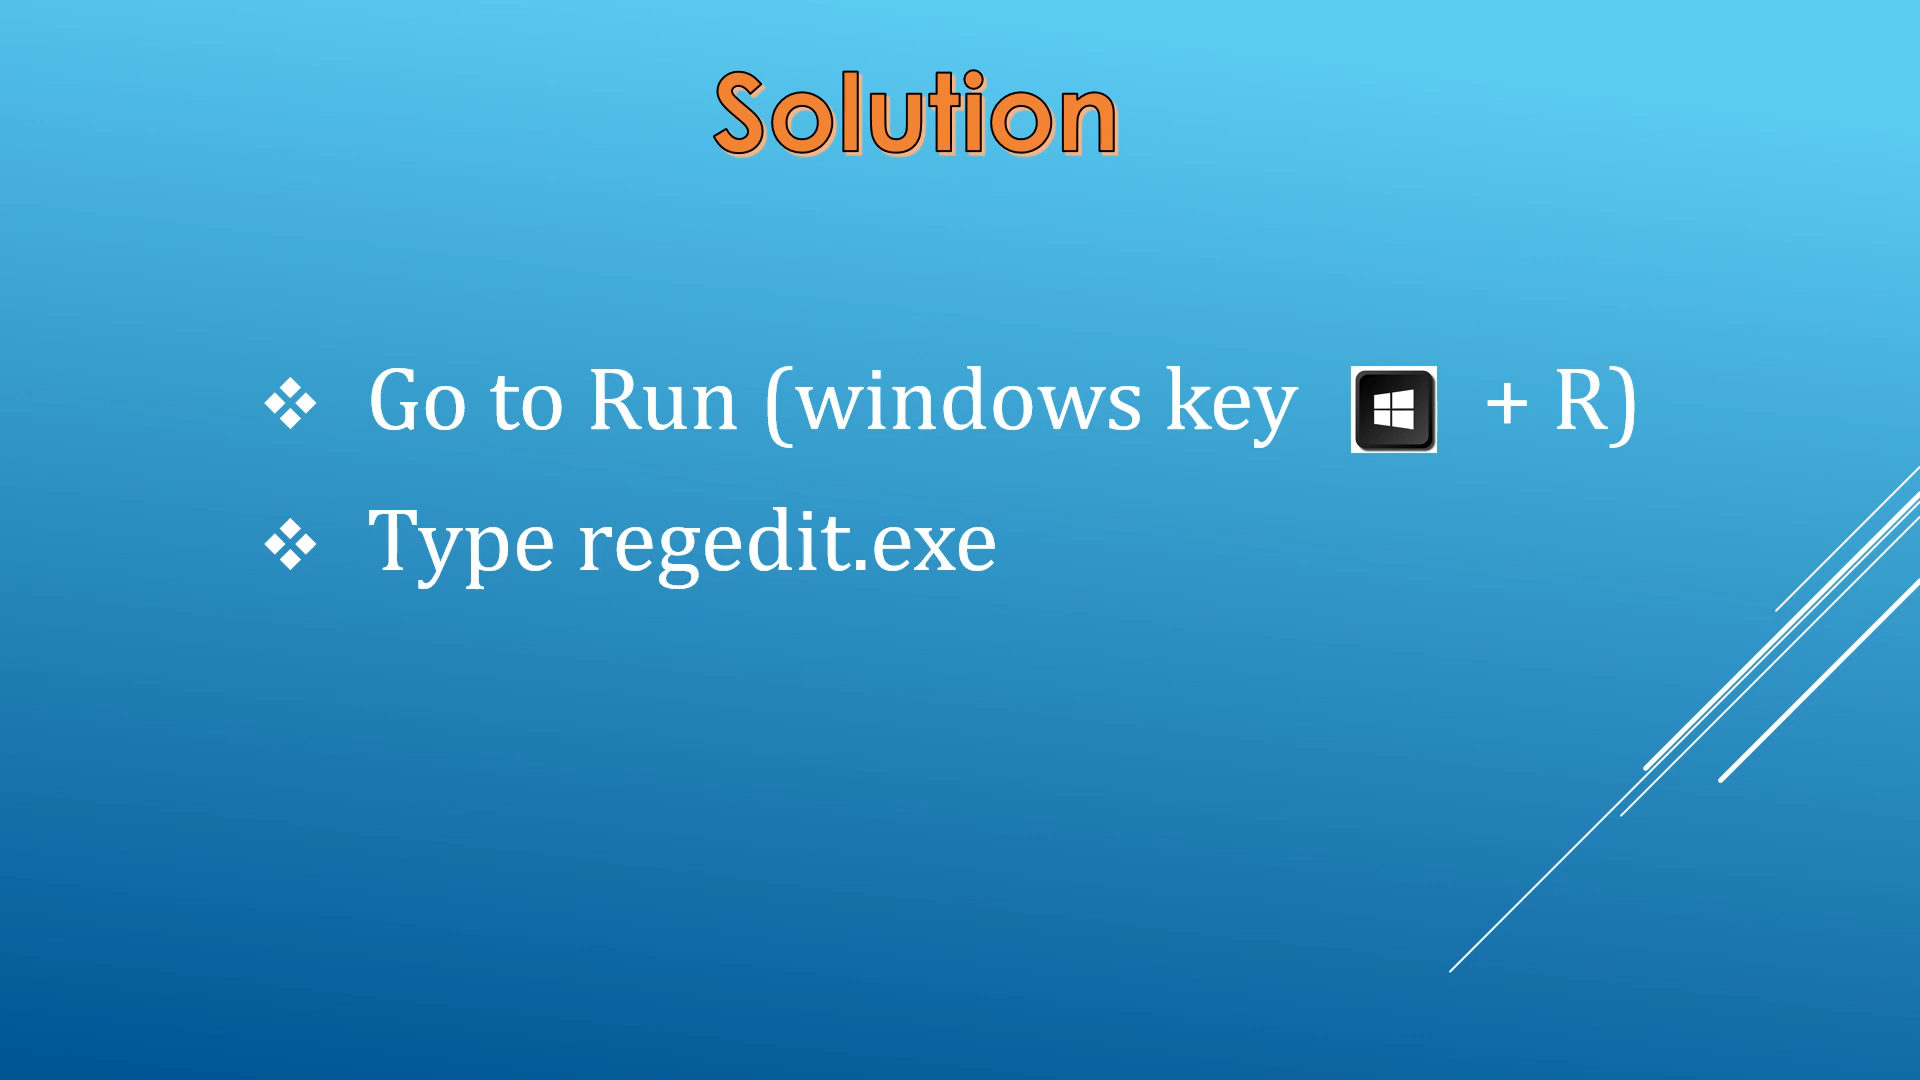 Solution
❖ Go to Run (windows key + R)
❖ Type regedit.exe